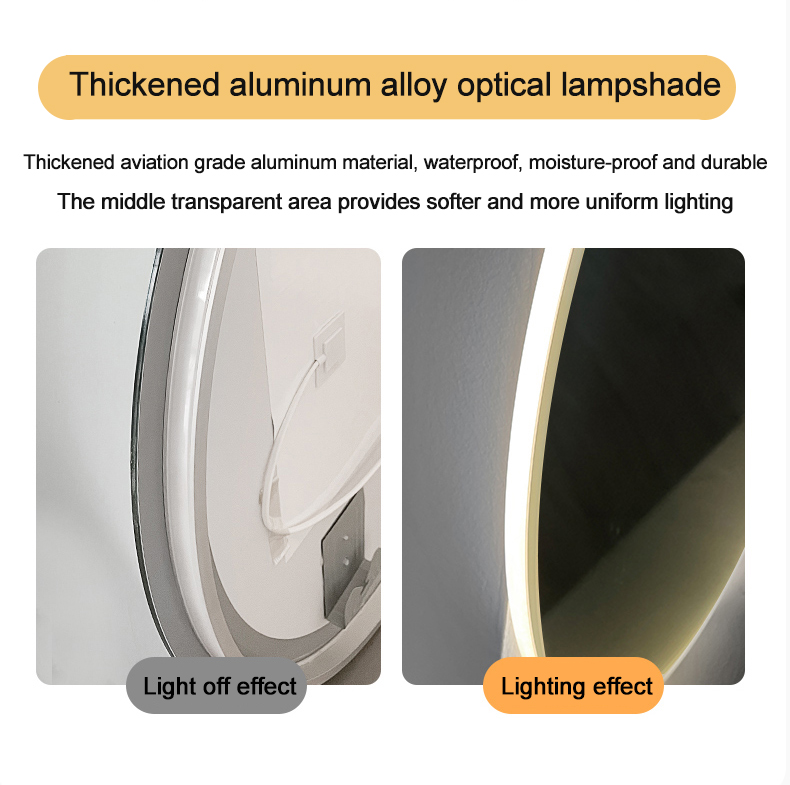 Thickened aluminum alloy optical lampshade
Thickened aviation grade aluminum material, waterproof, moisture-proof and durable
The middle transparent area provides softer and more uniform lighting
Light off effect
Lighting effect